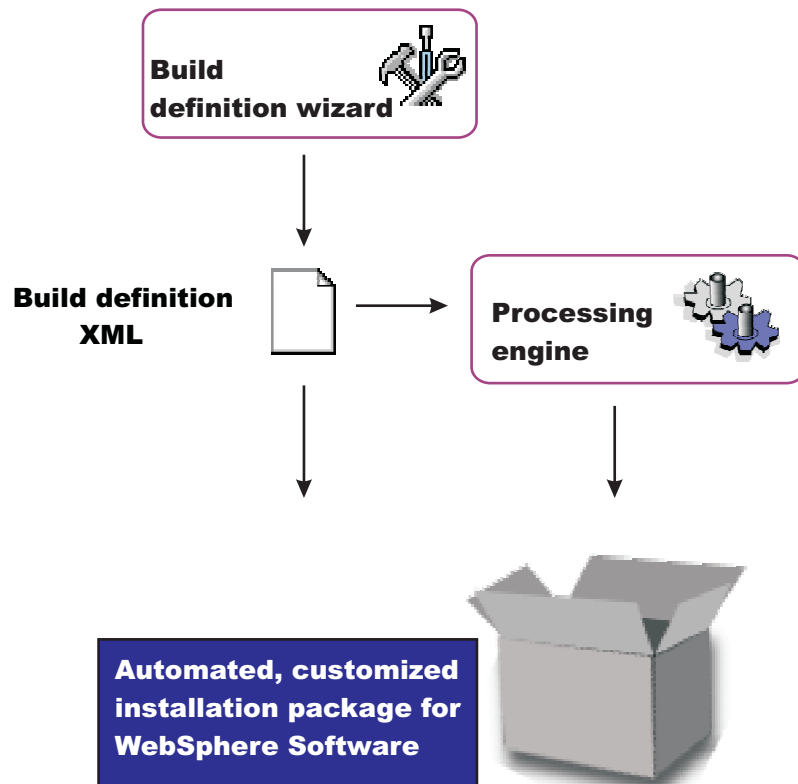 Build
definition wizard
Build definition
XML
Processing
engine
Automated, customized
installation package for
WebSphere Software